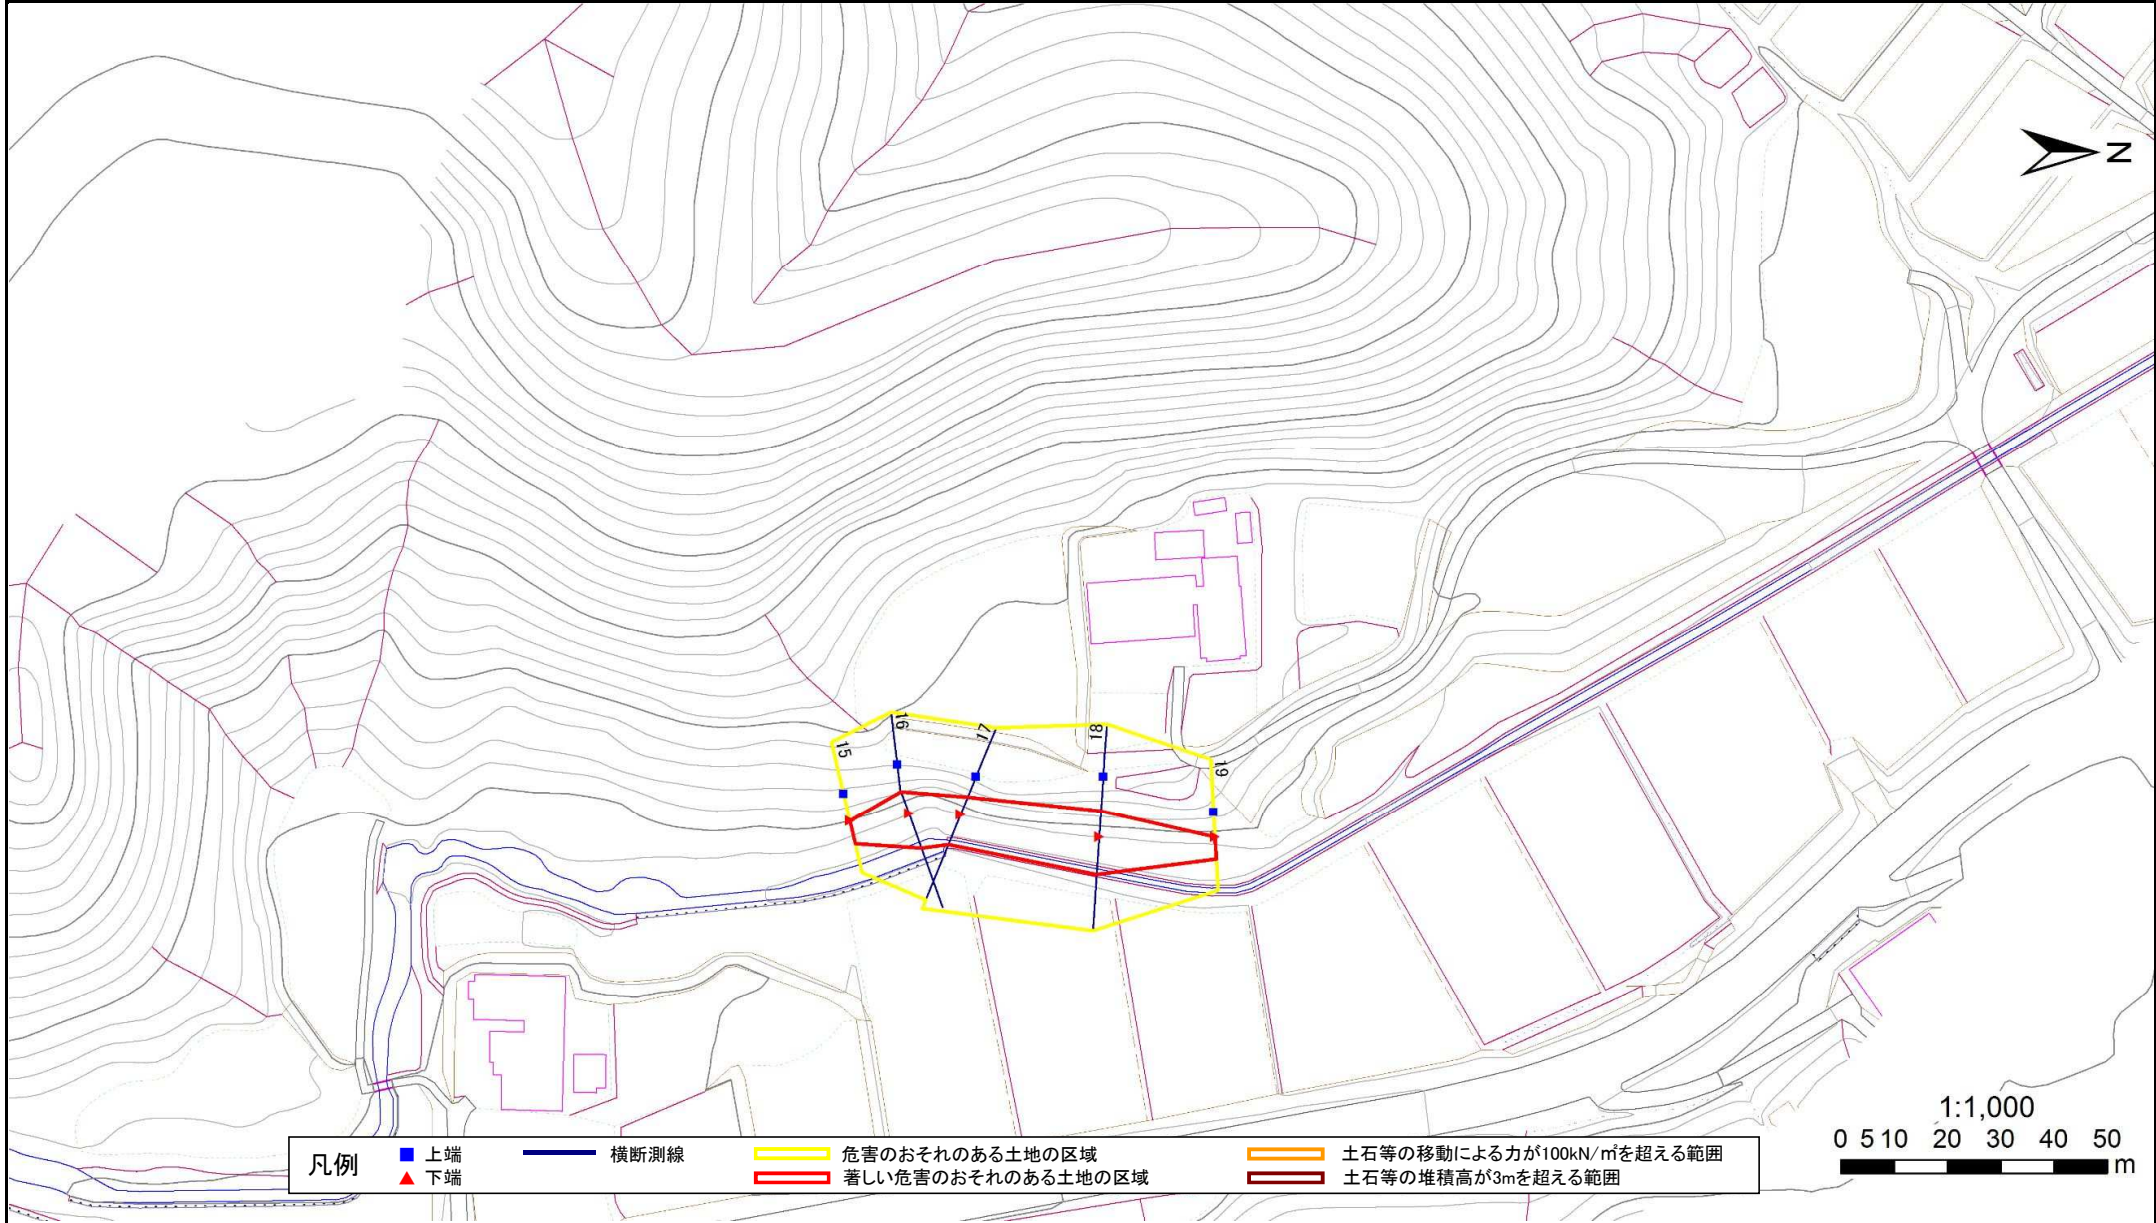 N
15
16
17
18
19
1:1,000
0 5 10 20 30 40 50
m
凡例
上端
下端
横断測線
危害のおそれのある土地の区域
著しい危害のおそれのある土地の区域
土石等の移動による力が100kN/㎡を超える範囲
土石等の堆積高が3mを超える範囲